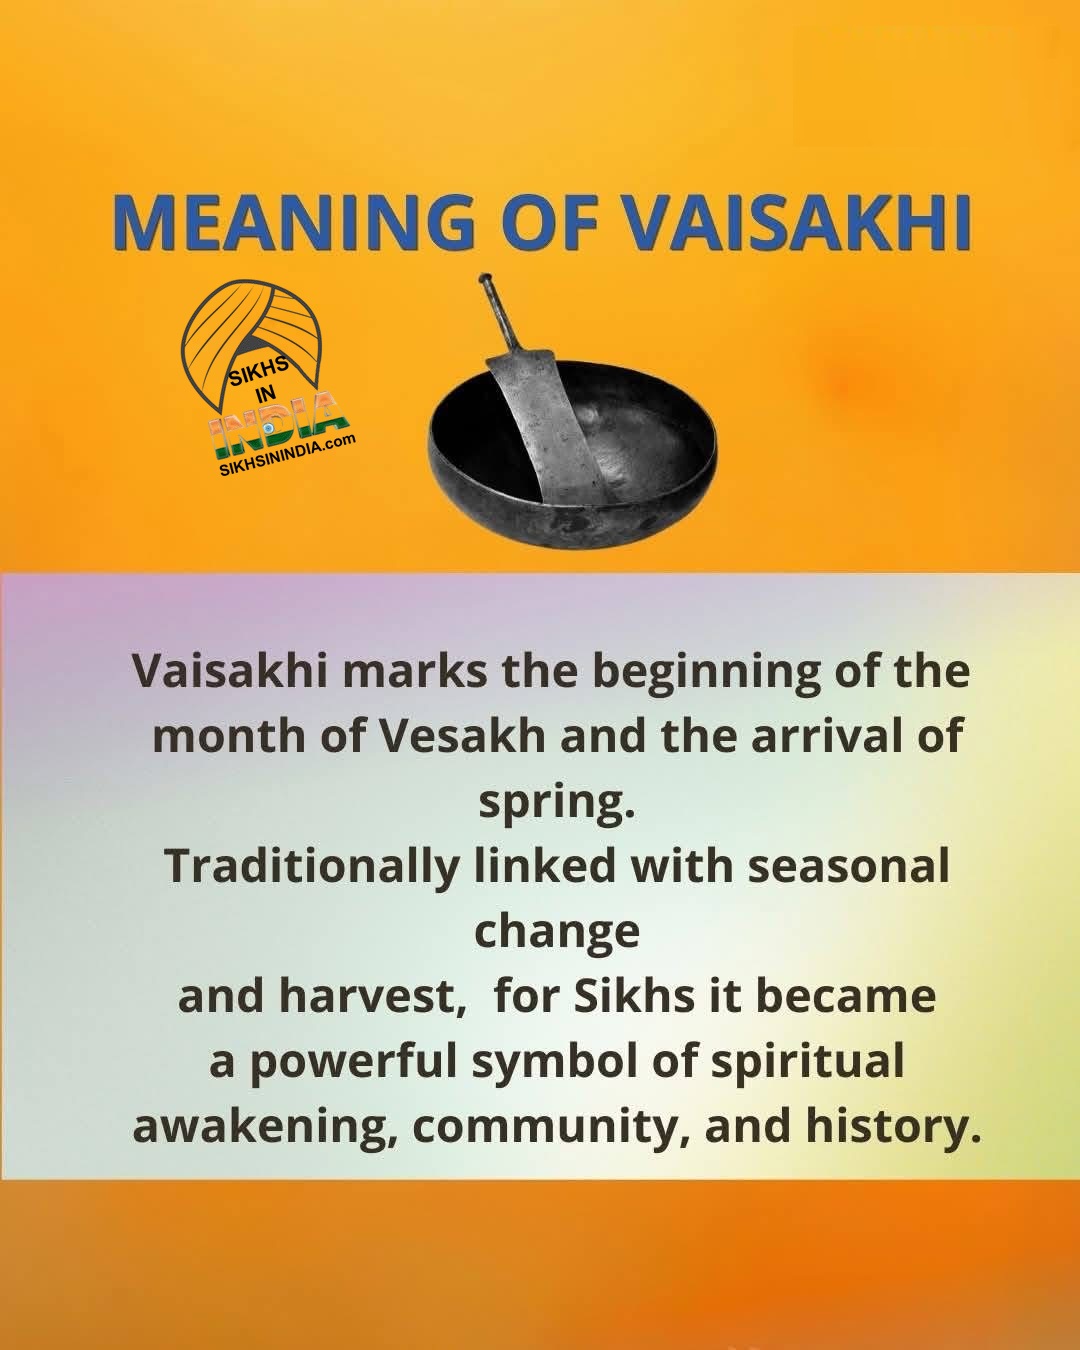 MEANING OF VAISAKHI
SIKHS
IN
INDIA
SIKHSININDIA.com
Vaisakhi marks the beginning of the
month of Vesakh and the arrival of
spring.
Traditionally linked with seasonal
change
and harvest,  for Sikhs it became
a powerful symbol of spiritual
awakening, community, and history.